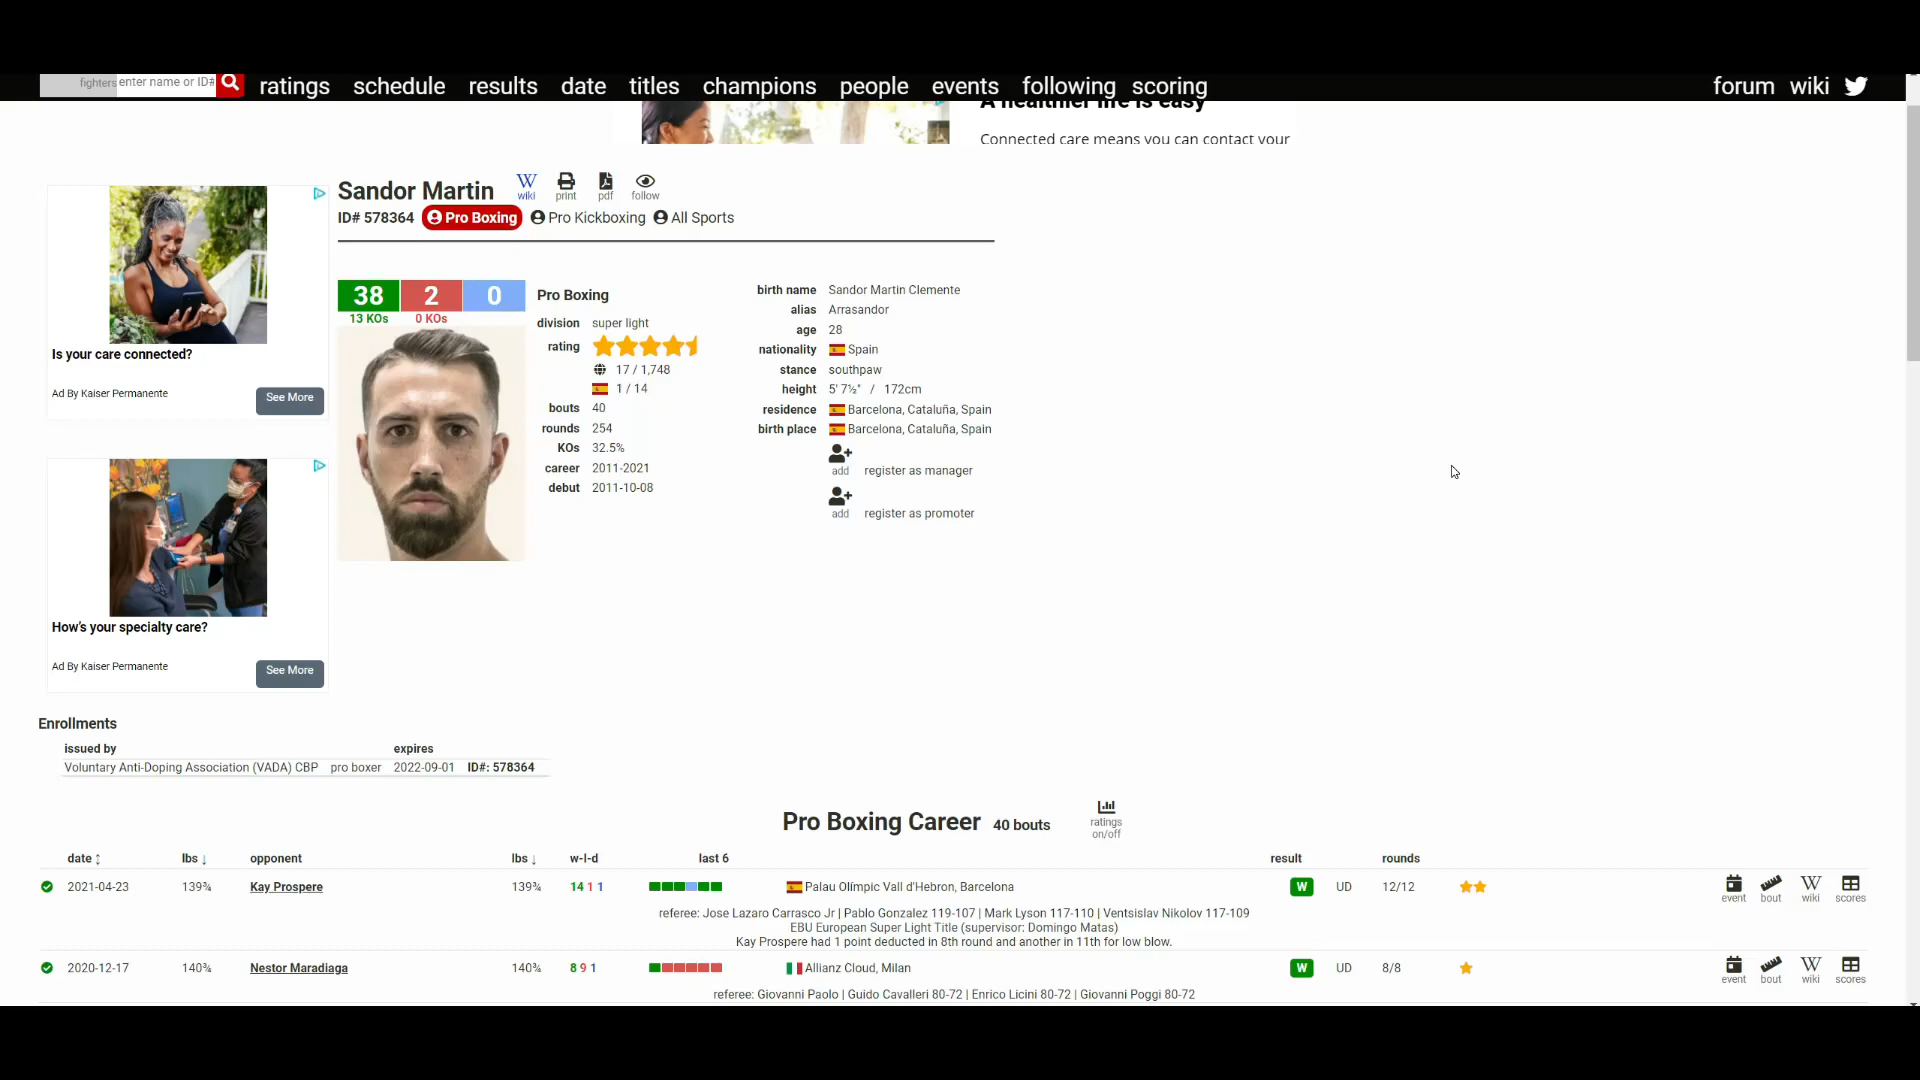 fighters enter name or ID# ratings schedule results date titles champions people events following scoring forum wiki
A healthier life is easy
Connected care means you can contact your
Sandor Martin
wiki print pdf follow
ID# 578364 Pro Boxing Pro Kickboxing All Sports
38 2 0
13 KOs 0 KOs
Pro Boxing
division super light
rating
17 / 1,748
1 / 14
bouts 40
rounds 254
KOs 32.5%
career 2011-2021
debut 2011-10-08
birth name Sandor Martin Clemente
alias Arrasandor
age 28
nationality Spain
stance southpaw
height 5' 7½" / 172cm
residence Barcelona, Cataluña, Spain
birth place Barcelona, Cataluña, Spain
add register as manager
add register as promoter
Is your care connected?
Ad By Kaiser Permanente See More
How's your specialty care?
Ad By Kaiser Permanente See More
Enrollments
issued by expires
Voluntary Anti-Doping Association (VADA) CBP pro boxer 2022-09-01 ID#: 578364
Pro Boxing Career 40 bouts
ratings
on/off
date lbs opponent lbs w-l-d last 6 result rounds
2021-04-23 139¾ Kay Prospere 139¾ 14 1 1 Palau Olímpic Vall d'Hebron, Barcelona W UD 12/12 event bout wiki scores
referee: Jose Lazaro Carrasco Jr | Pablo Gonzalez 119-107 | Mark Lyson 117-110 | Ventsislav Nikolov 117-109
EBU European Super Light Title (supervisor: Domingo Matas)
Kay Prospere had 1 point deducted in 8th round and another in 11th for low blow.
2020-12-17 140¾ Nestor Maradiaga 140¾ 8 9 1 Allianz Cloud, Milan W UD 8/8 event bout wiki scores
referee: Giovanni Paolo | Guido Cavalleri 80-72 | Enrico Licini 80-72 | Giovanni Poggi 80-72